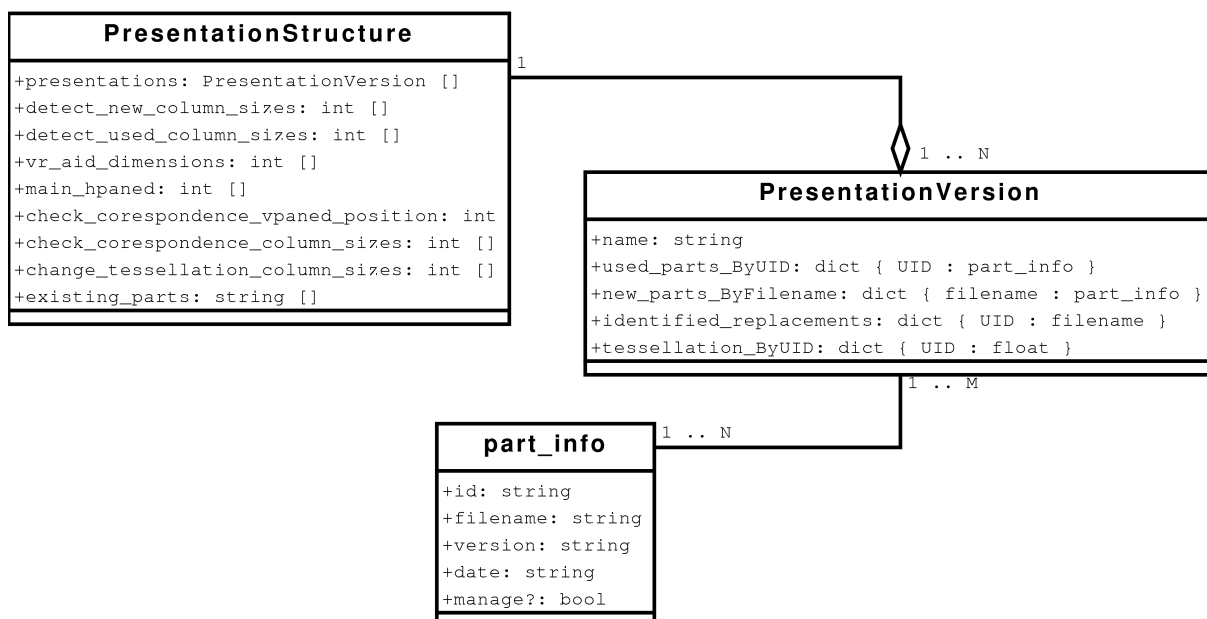 PresentationStructure
+presentations: PresentationVersion []
+detect_new_column_sizes: int []
+detect_used_column_sizes: int []
+vr_aid_dimensions: int []
+main_hpaned: int []
+check_corespondence_vpaned_position: int
+check_corespondence_column_sizes: int []
+change_tessellation_column_sizes: int []
+existing_parts: string []
1
1 .. N
PresentationVersion
+name: string
+used_parts_ByUID: dict { UID : part_info }
+new_parts_ByFilename: dict { filename : part_info }
+identified_replacements: dict { UID : filename }
+tessellation_ByUID: dict { UID : float }
1 .. M
1 .. N
part_info
+id: string
+filename: string
+version: string
+date: string
+manage?: bool